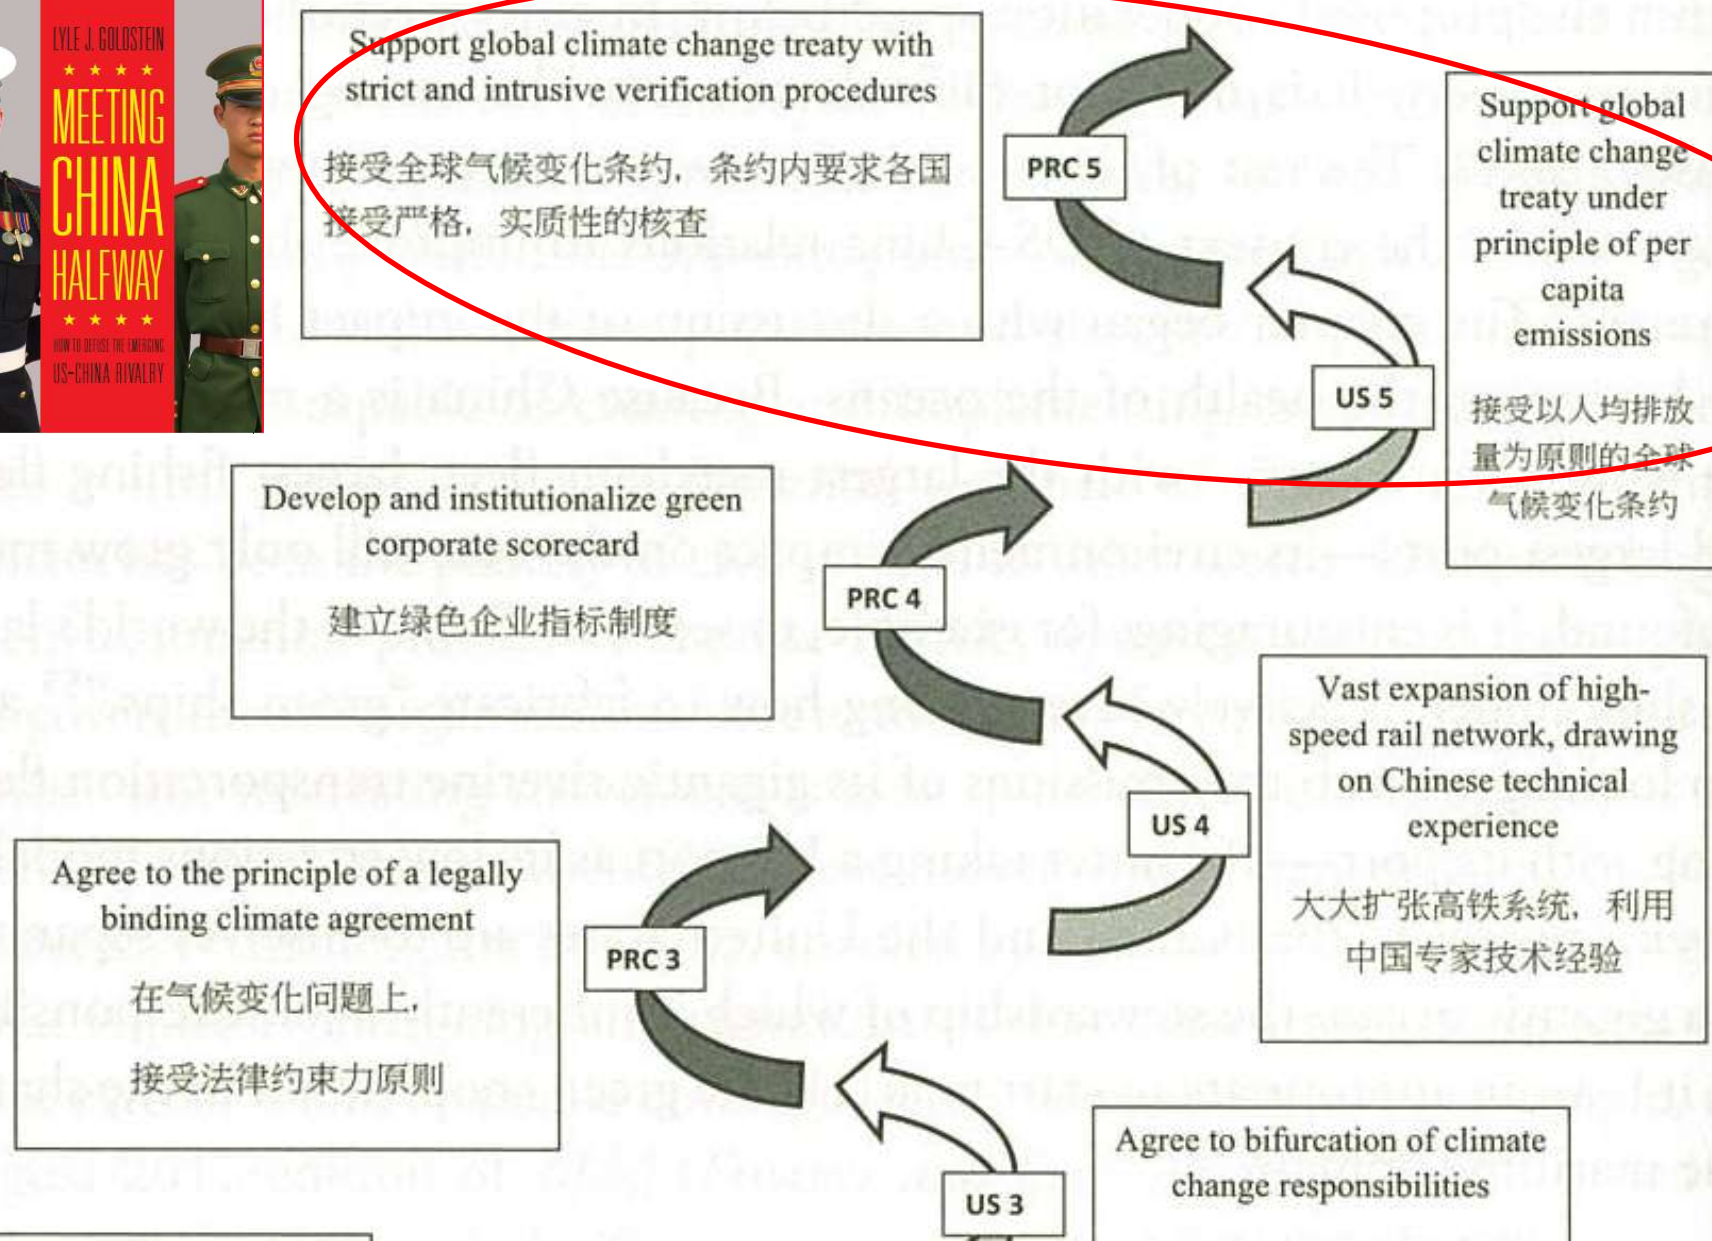 LYLE J. GOLDSTEIN
MEETING
CHINA
HALFWAY
HOW TO DEFUSE THE EMERGING
US-CHINA RIVALRY
Support global climate change treaty with
strict and intrusive verification procedures
接受全球气候变化条约，条约内要求各国
接受严格，实质性的核查
PRC 5
Support global
climate change
treaty under
principle of per
capita
emissions
接受以人均排放
量为原则的全球
气候变化条约
US 5
Develop and institutionalize green
corporate scorecard
建立绿色企业指标制度
PRC 4
Vast expansion of high-
speed rail network, drawing
on Chinese technical
experience
大大扩张高铁系统，利用
中国专家技术经验
US 4
Agree to the principle of a legally
binding climate agreement
在气候变化问题上，
接受法律约束力原则
PRC 3
Agree to bifurcation of climate
change responsibilities
US 3